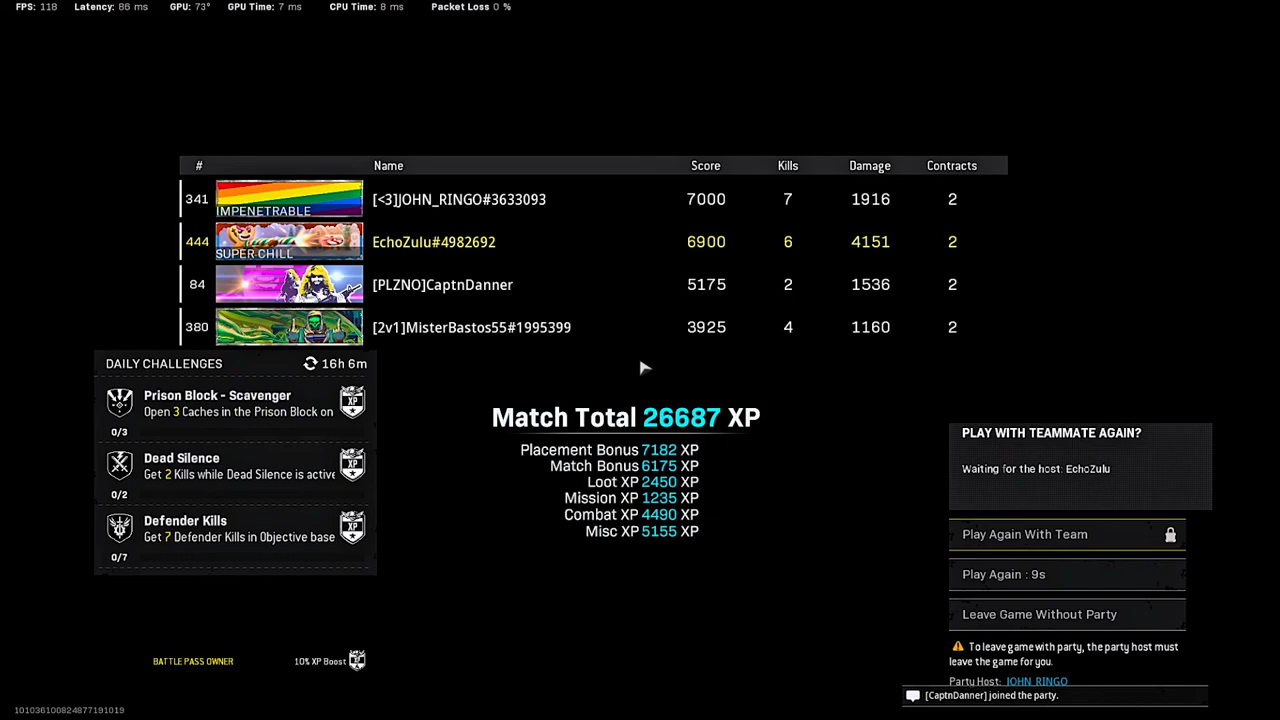 FPS: 118 Latency: 86 ms GPU: 73° GPU Time: 7 ms CPU Time: 8 ms Packet Loss 0 %
# Name Score Kills Damage Contracts
341 IMPENETRABLE [<3]JOHN_RINGO#3633093 7000 7 1916 2
444 SUPER CHILL EchoZulu#4982692 6900 6 4151 2
84 [PLZNO]CaptnDanner 5175 2 1536 2
380 [2v1]MisterBastos55#1995399 3925 4 1160 2
DAILY CHALLENGES 16h 6m
Prison Block - Scavenger
Open 3 Caches in the Prison Block on
XP
0/3
Dead Silence
Get 2 Kills while Dead Silence is active
XP
0/2
Defender Kills
Get 7 Defender Kills in Objective base
XP
0/7
BATTLE PASS OWNER 10% XP Boost XP
Match Total 26687 XP
Placement Bonus 7182 XP
Match Bonus 6175 XP
Loot XP 2450 XP
Mission XP 1235 XP
Combat XP 4490 XP
Misc XP 5155 XP
PLAY WITH TEAMMATE AGAIN?
Waiting for the host: EchoZulu
Play Again With Team
Play Again : 9s
Leave Game Without Party
To leave game with party, the party host must
leave the game for you.
Party Host: JOHN_RINGO
[CaptnDanner] joined the party.
101036100824877191019